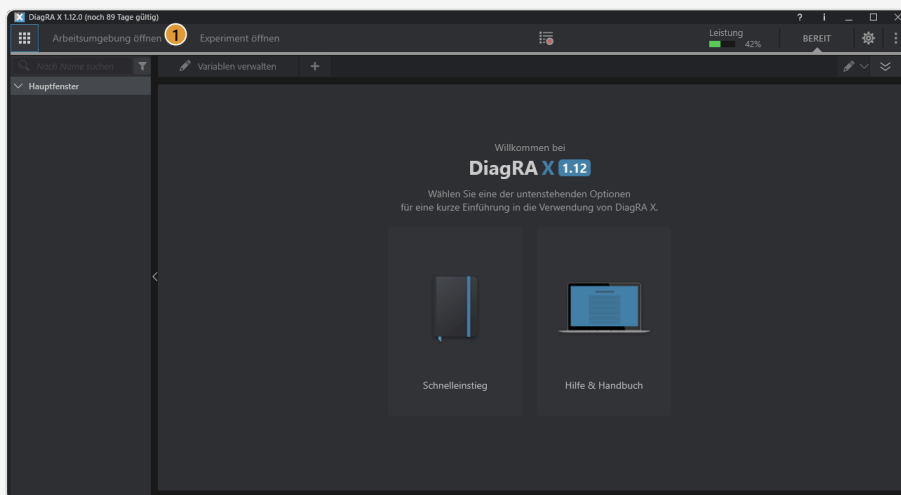 DiagRA X 1.12.0 (noch 89 Tage gültig)
? i
Arbeitsumgebung öffnen 1 Experiment öffnen
Leistung
42%
BEREIT
Nach Name suchen
Variablen verwalten +
Hauptfenster
Willkommen bei
DiagRA X 1.12
Wählen Sie eine der untenstehenden Optionen
für eine kurze Einführung in die Verwendung von DiagRA X.
Schnelleinstieg
Hilfe & Handbuch